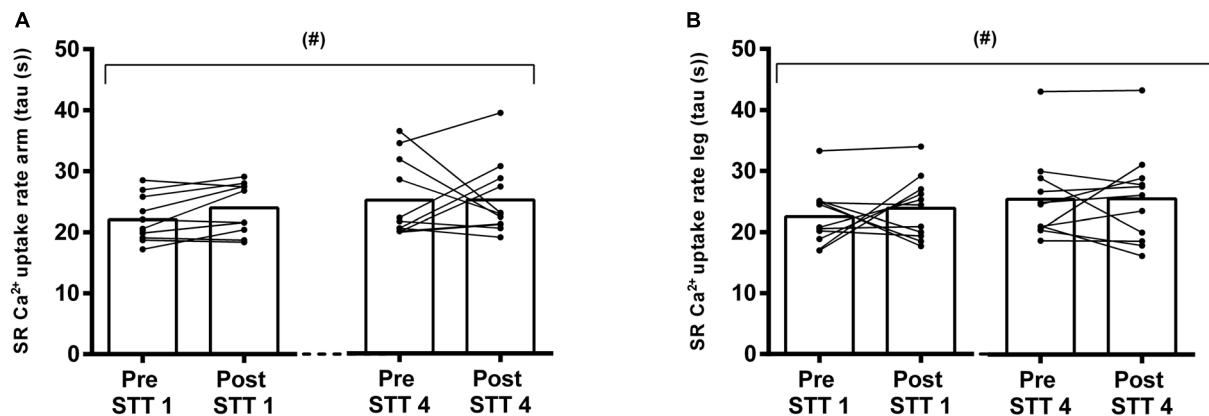 A
(#)
SR Ca²⁺ uptake rate arm (tau (s))
50
40
30
20
10
0
Pre STT 1
Post STT 1
Pre STT 4
Post STT 4
B
(#)
SR Ca²⁺ uptake rate leg (tau (s))
50
40
30
20
10
0
Pre STT 1
Post STT 1
Pre STT 4
Post STT 4